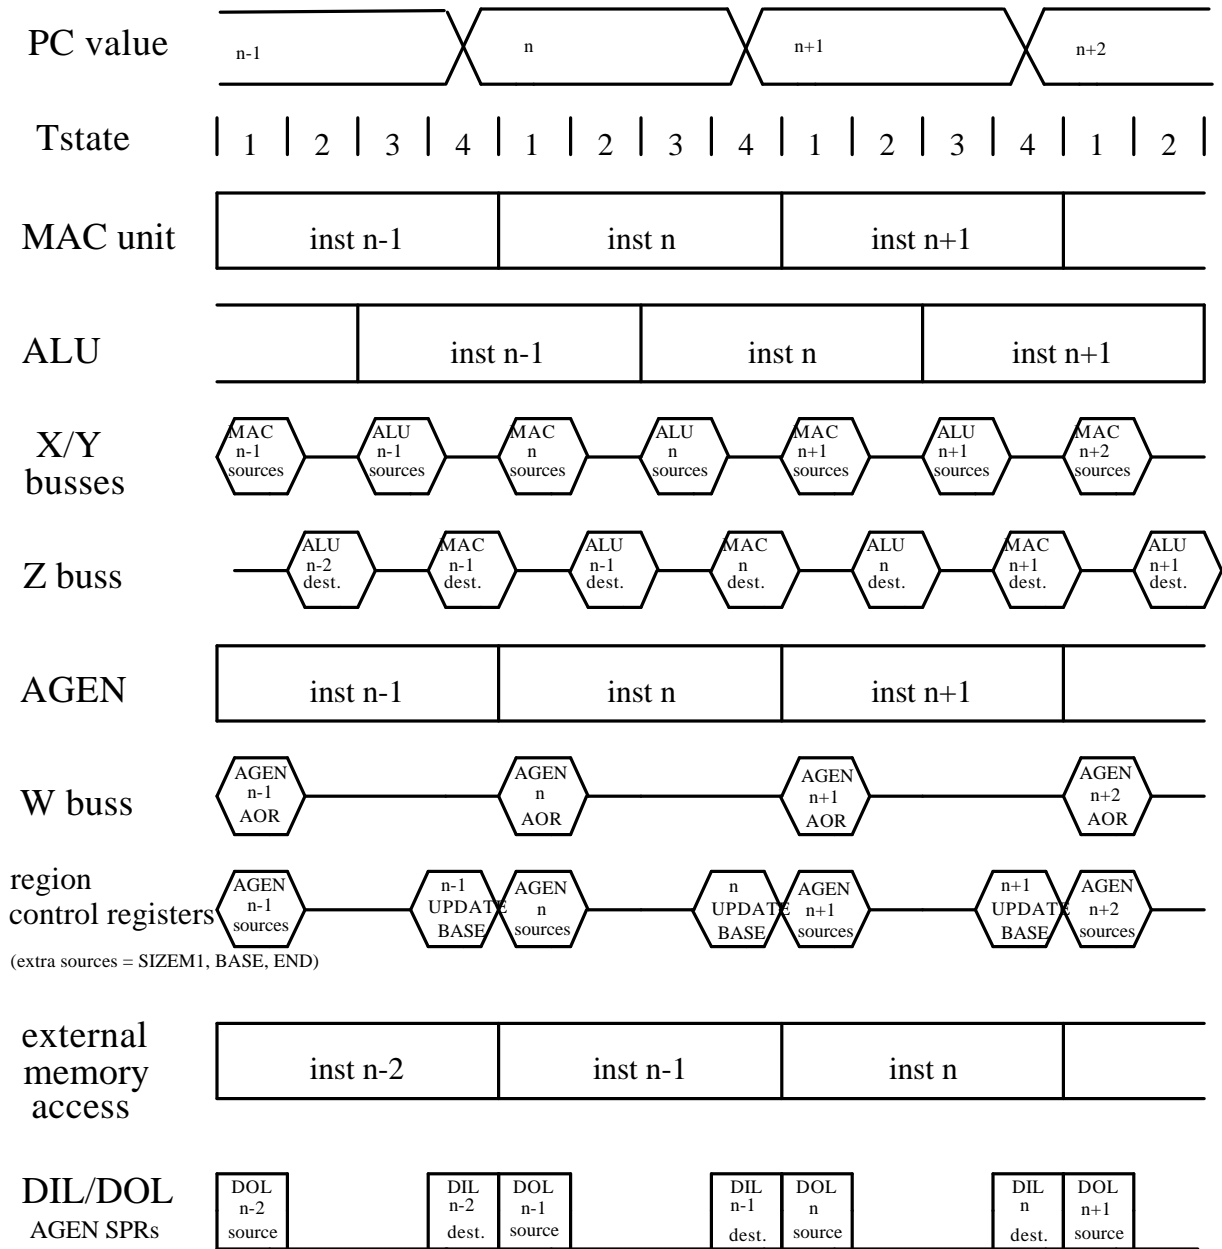 PC value
n-1
n
n+1
n+2
Tstate
1 2 3 4 1 2 3 4 1 2 3 4 1 2
MAC unit
inst n-1
inst n
inst n+1
ALU
inst n-1
inst n
inst n+1
X/Y
busses
MAC
n-1
sources
ALU
n-1
sources
MAC
n
sources
ALU
n
sources
MAC
n+1
sources
ALU
n+1
sources
MAC
n+2
sources
Z buss
ALU
n-2
dest.
MAC
n-1
dest.
ALU
n-1
dest.
MAC
n
dest.
ALU
n
dest.
MAC
n+1
dest.
ALU
n+1
dest.
AGEN
inst n-1
inst n
inst n+1
W buss
AGEN
n-1
AOR
AGEN
n
AOR
AGEN
n+1
AOR
AGEN
n+2
AOR
region
control registers
(extra sources = SIZEM1, BASE, END)
AGEN
n-1
sources
n-1
UPDATE
BASE
AGEN
n
sources
n
UPDATE
BASE
AGEN
n+1
sources
n+1
UPDATE
BASE
AGEN
n+2
sources
external
memory
access
inst n-2
inst n-1
inst n
DIL/DOL
AGEN SPRs
DOL
n-2
source
DIL
n-2
dest.
DOL
n-1
source
DIL
n-1
dest.
DOL
n
source
DIL
n
dest.
DOL
n+1
source